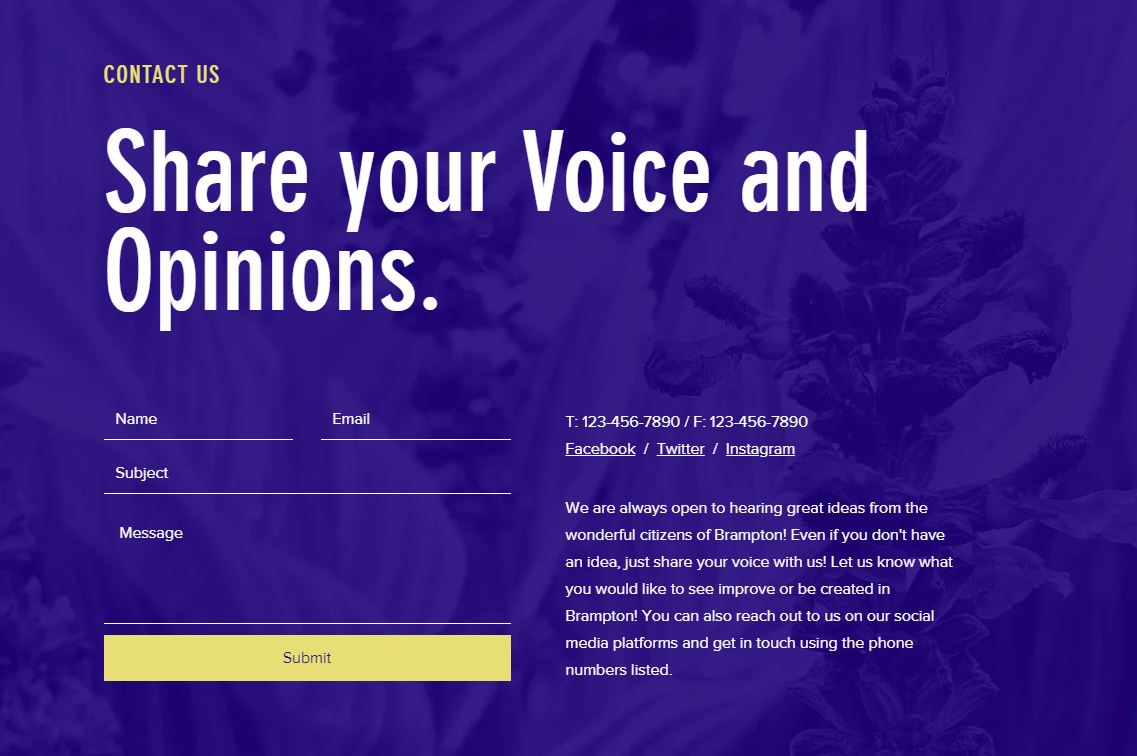 CONTACT US
Share your Voice and
Opinions.
Name
Email
Subject
Message
Submit
T: 123-456-7890 / F: 123-456-7890
Facebook / Twitter / Instagram
We are always open to hearing great ideas from the
wonderful citizens of Brampton! Even if you don't have
an idea, just share your voice with us! Let us know what
you would like to see improve or be created in
Brampton! You can also reach out to us on our social
media platforms and get in touch using the phone
numbers listed.